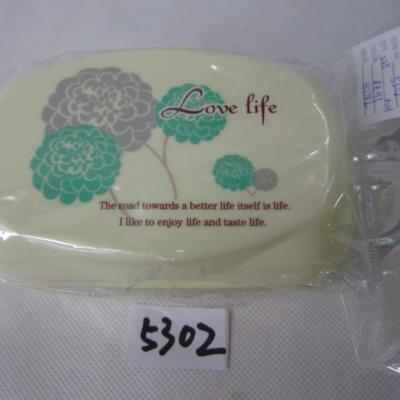 Love life
The road towards a better life itself is life.
I like to enjoy life and taste life.
5302